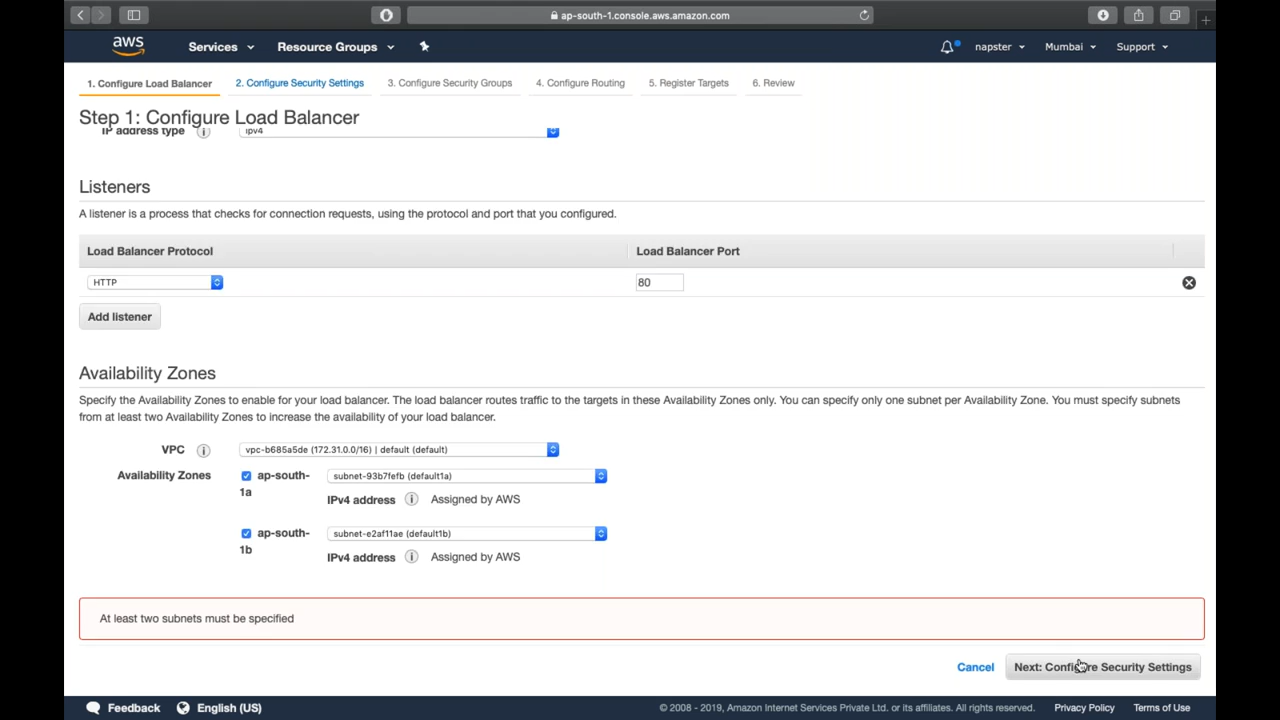 ap-south-1.console.aws.amazon.com
aws Services Resource Groups napster Mumbai Support
1. Configure Load Balancer 2. Configure Security Settings 3. Configure Security Groups 4. Configure Routing 5. Register Targets 6. Review
Step 1: Configure Load Balancer
IP address type i ipv4
Listeners
A listener is a process that checks for connection requests, using the protocol and port that you configured.
Load Balancer Protocol Load Balancer Port
HTTP 80
Add listener
Availability Zones
Specify the Availability Zones to enable for your load balancer. The load balancer routes traffic to the targets in these Availability Zones only. You can specify only one subnet per Availability Zone. You must specify subnets
from at least two Availability Zones to increase the availability of your load balancer.
VPC i vpc-b685a5de (172.31.0.0/16) | default (default)
Availability Zones ap-south- subnet-93b7fefb (default1a)
1a IPv4 address i Assigned by AWS
ap-south- subnet-e2af11ae (default1b)
1b IPv4 address i Assigned by AWS
At least two subnets must be specified
Cancel Next: Configure Security Settings
Feedback English (US) © 2008 - 2019, Amazon Internet Services Private Ltd. or its affiliates. All rights reserved. Privacy Policy Terms of Use